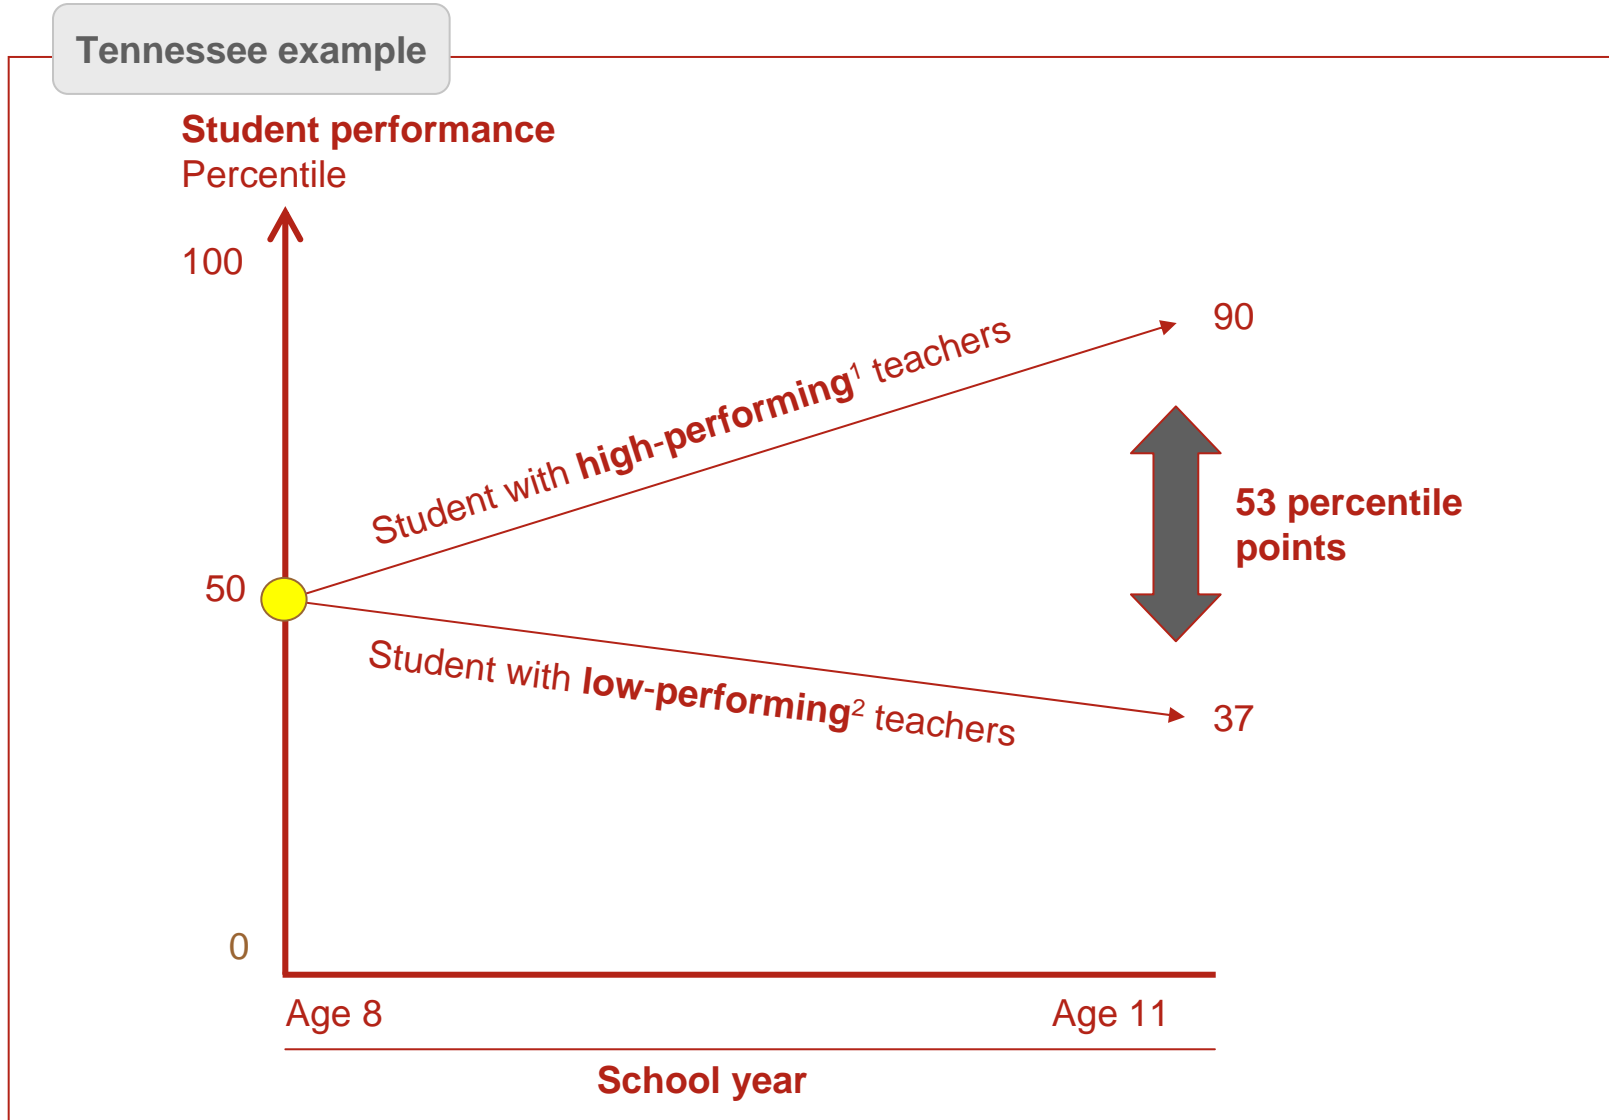 Tennessee example
Student performance
Percentile
100
90
Student with high-performing¹ teachers
53 percentile
points
50
Student with low-performing² teachers
37
0
Age 8
Age 11
School year